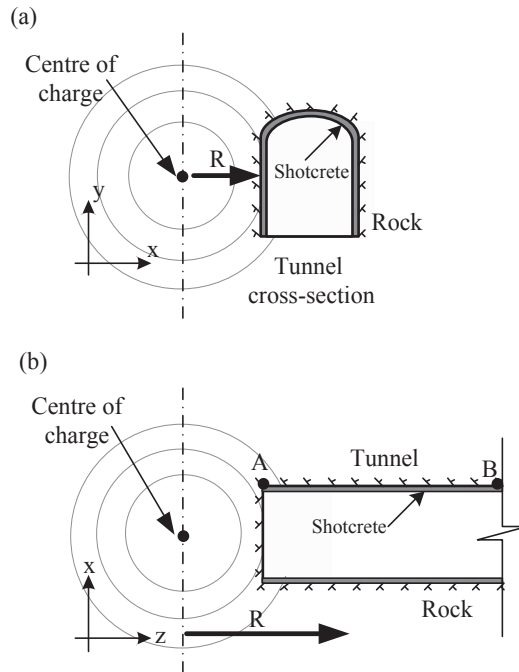 (a)
Centre of
charge
R
Shotcrete
y
x
Rock
Tunnel
cross-section
(b)
Centre of
charge
A
Tunnel
B
Shotcrete
x
z
R
Rock